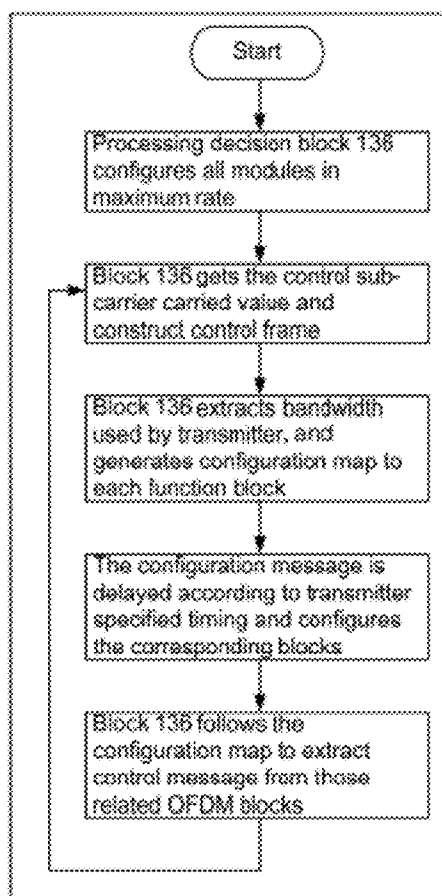 Start
Processing decision block 136
configures all modules in
maximum rate
Block 136 gets the control sub-
carrier carried value and
construct control frame
Block 136 extracts bandwidth
used by transmitter, and
generates configuration map to
each function block
The configuration message is
delayed according to transmitter
specified timing and configures
the corresponding blocks
Block 136 follows the
configuration map to extract
control message from those
related OFDM blocks